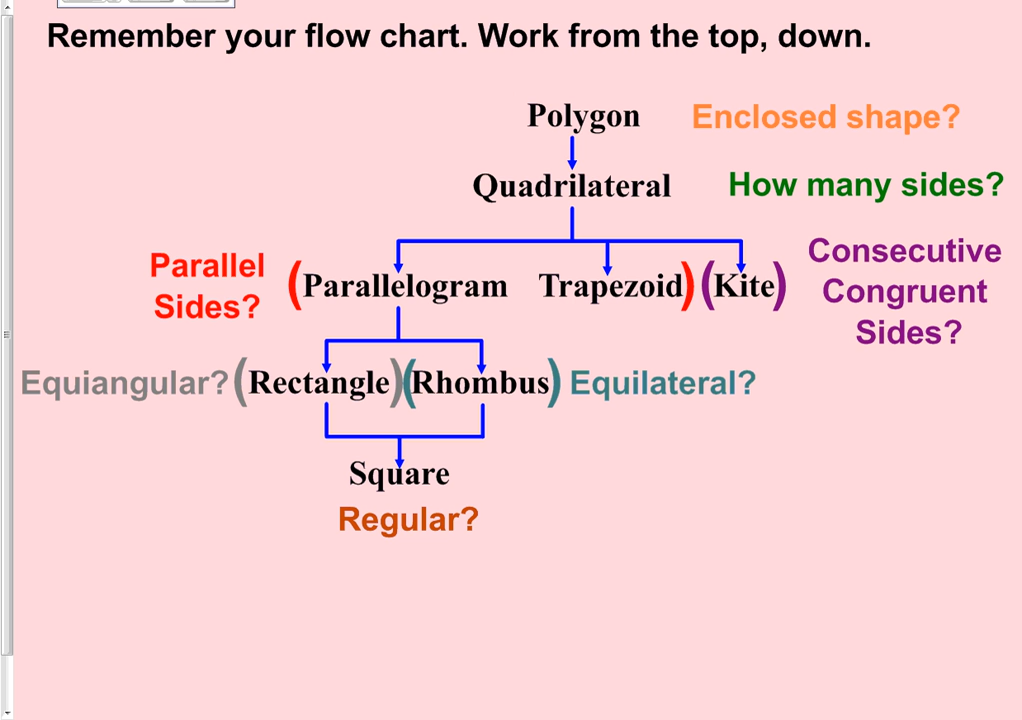 Remember your flow chart. Work from the top, down.
Polygon Enclosed shape?
Quadrilateral How many sides?
Parallel
Sides?
(Parallelogram Trapezoid) (Kite)
Consecutive
Congruent
Sides?
Equiangular? (Rectangle) (Rhombus) Equilateral?
Square
Regular?